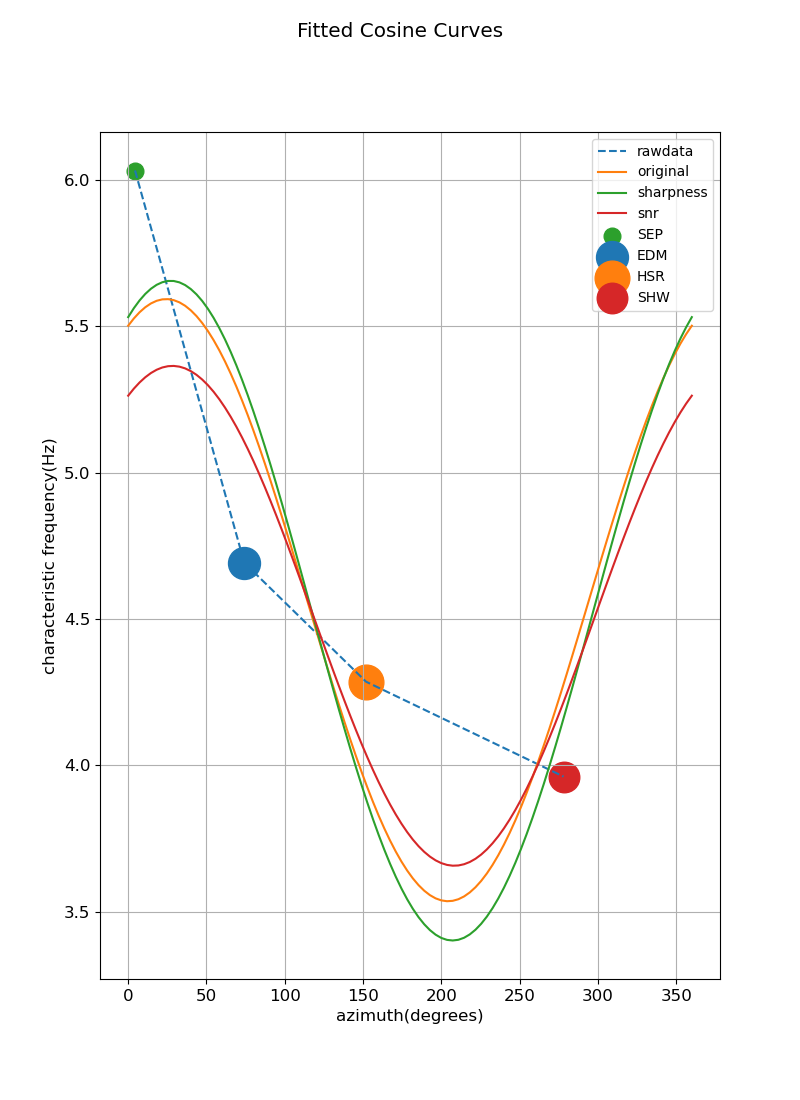 Fitted Cosine Curves
rawdata
original
sharpness
snr
SEP
EDM
HSR
SHW
characteristic frequency(Hz)
6.0
5.5
5.0
4.5
4.0
3.5
0 50 100 150 200 250 300 350
azimuth(degrees)